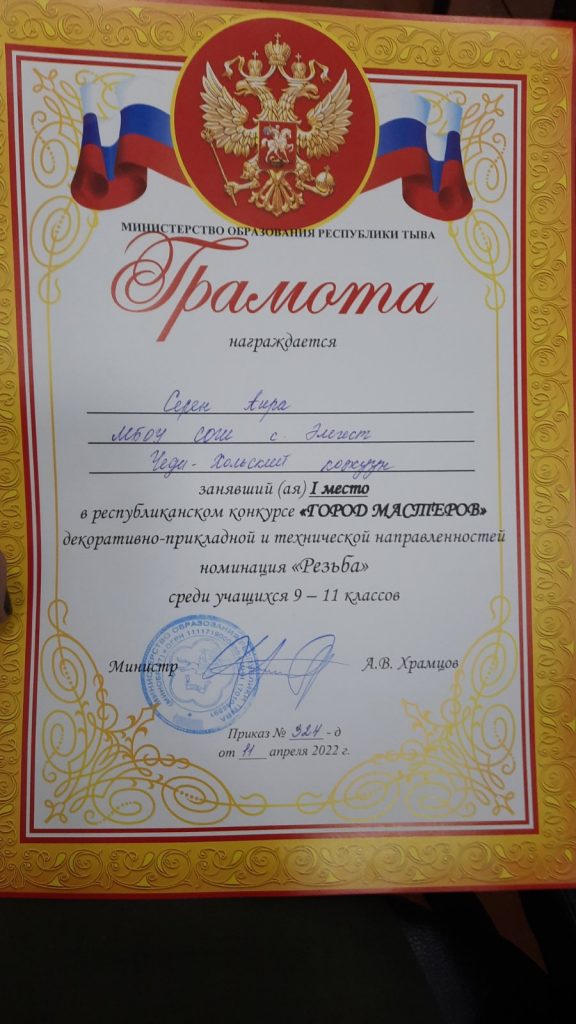 МИНИСТЕРСТВО ОБРАЗОВАНИЯ РЕСПУБЛИКИ ТЫВА
Грамота
награждается
Серен Аира
МБОУ СОШ с. Элегест
Чеди-Хольский кожуун
занявший (ая) I место
в республиканском конкурсе «ГОРОД МАСТЕРОВ»
декоративно-прикладной и технической направленностей
номинация «Резьба»
среди учащихся 9 – 11 классов
Министр А.В. Храмцов
Приказ № 324 - д
от 11 апреля 2022 г.